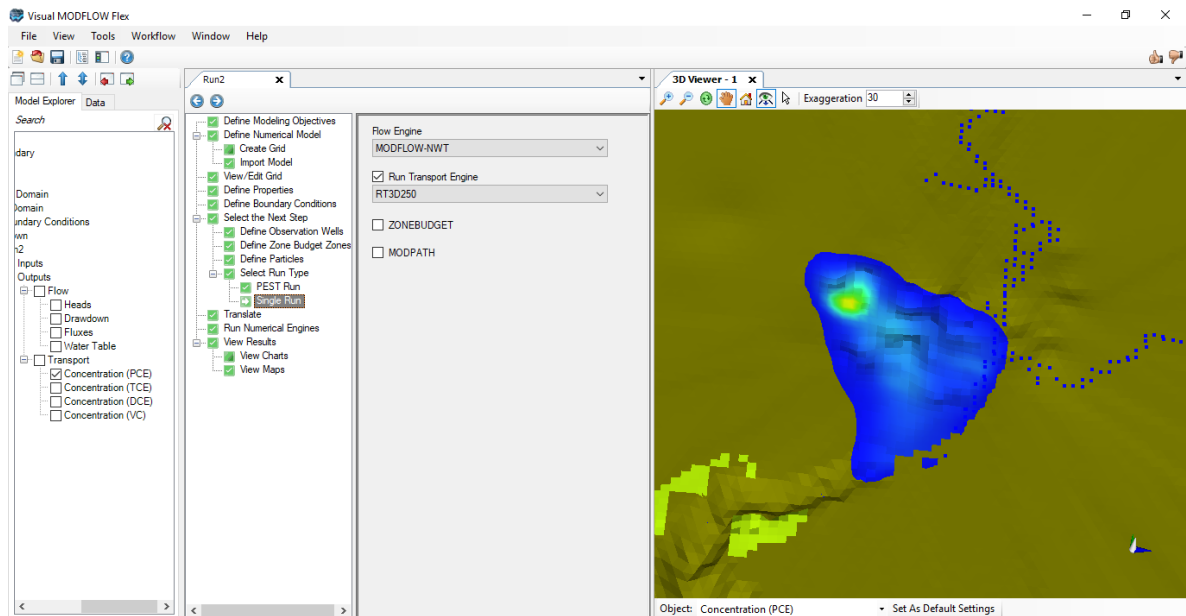 Visual MODFLOW Flex
File View Tools Workflow Window Help
Model Explorer Data
Search
dary
Domain
Domain
undary Conditions
wn
n2
Inputs
Outputs
Flow
Heads
Drawdown
Fluxes
Water Table
Transport
Concentration (PCE)
Concentration (TCE)
Concentration (DCE)
Concentration (VC)
Run2
Define Modeling Objectives
Define Numerical Model
Create Grid
Import Model
View/Edit Grid
Define Properties
Define Boundary Conditions
Select the Next Step
Define Observation Wells
Define Zone Budget Zones
Define Particles
Select Run Type
PEST Run
Single Run
Translate
Run Numerical Engines
View Results
View Charts
View Maps
Flow Engine
MODFLOW-NWT
Run Transport Engine
RT3D250
ZONEBUDGET
MODPATH
3D Viewer - 1
Exaggeration 30
Object: Concentration (PCE) Set As Default Settings